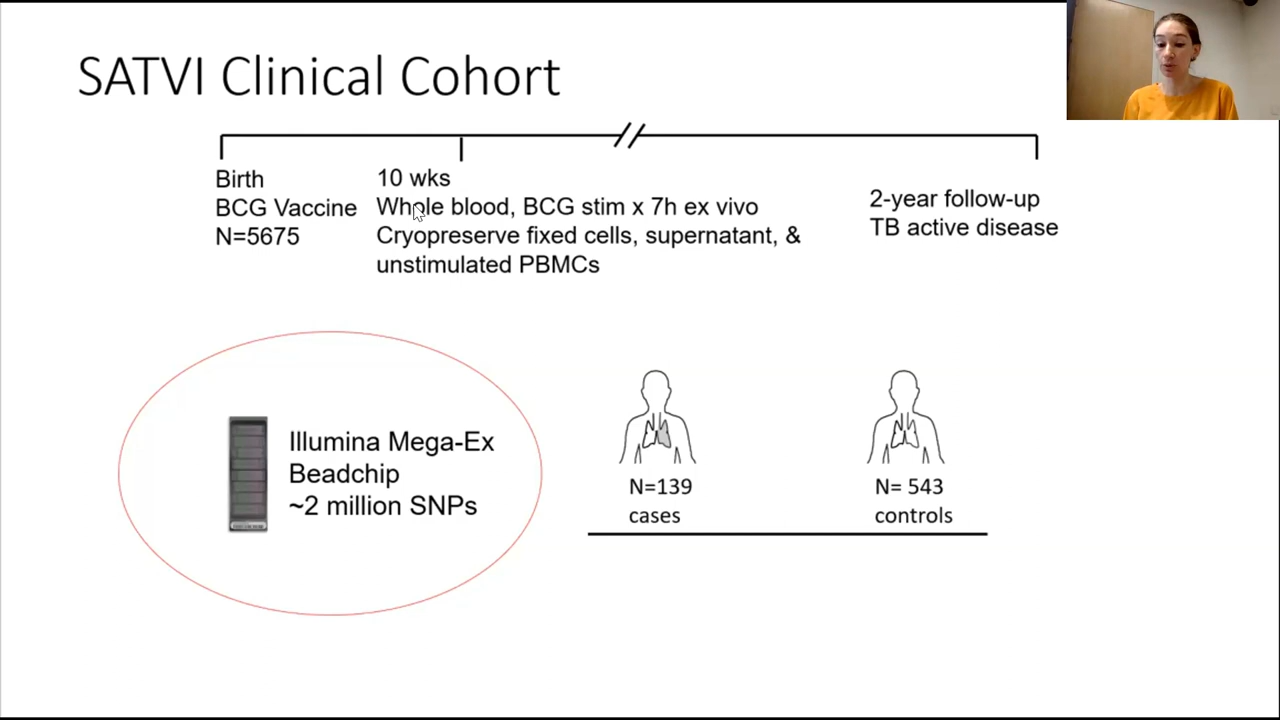 SATVI Clinical Cohort
Birth
BCG Vaccine
N=5675
10 wks
Whole blood, BCG stim x 7h ex vivo
Cryopreserve fixed cells, supernatant, &
unstimulated PBMCs
2-year follow-up
TB active disease
Illumina Mega-Ex
Beadchip
~2 million SNPs
N=139
cases
N= 543
controls